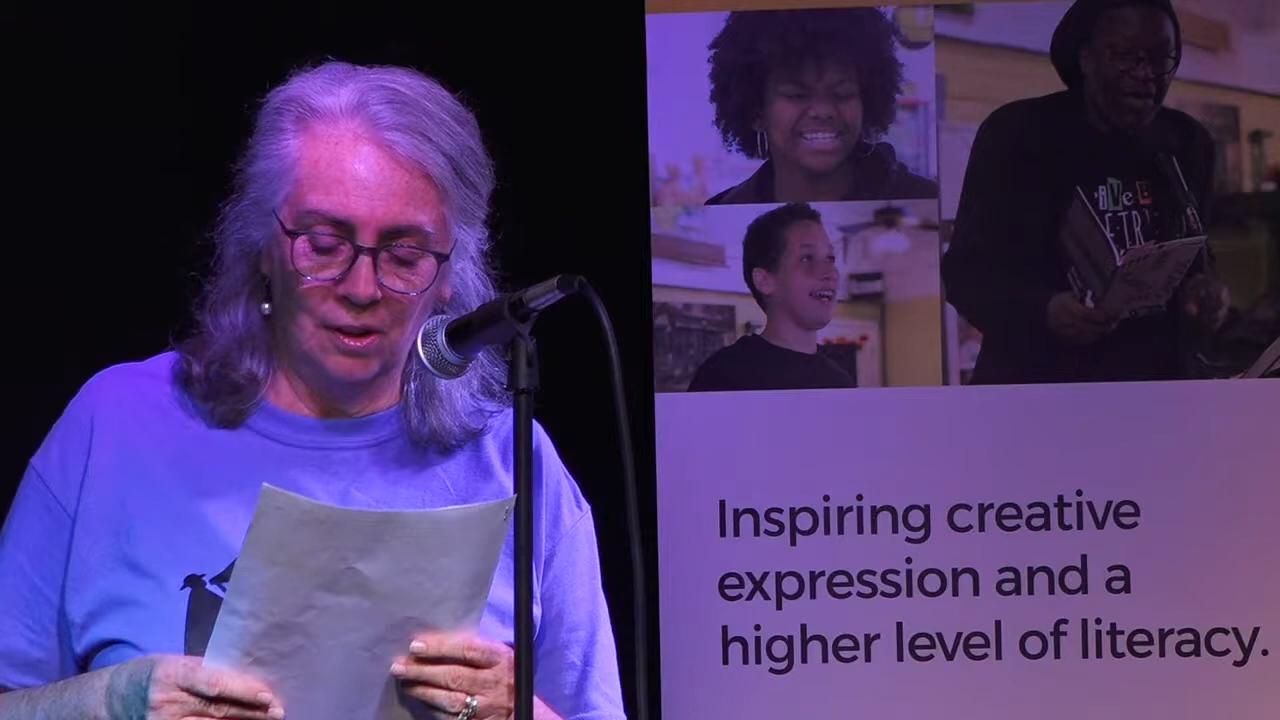 Inspiring creative
expression and a
higher level of literacy.